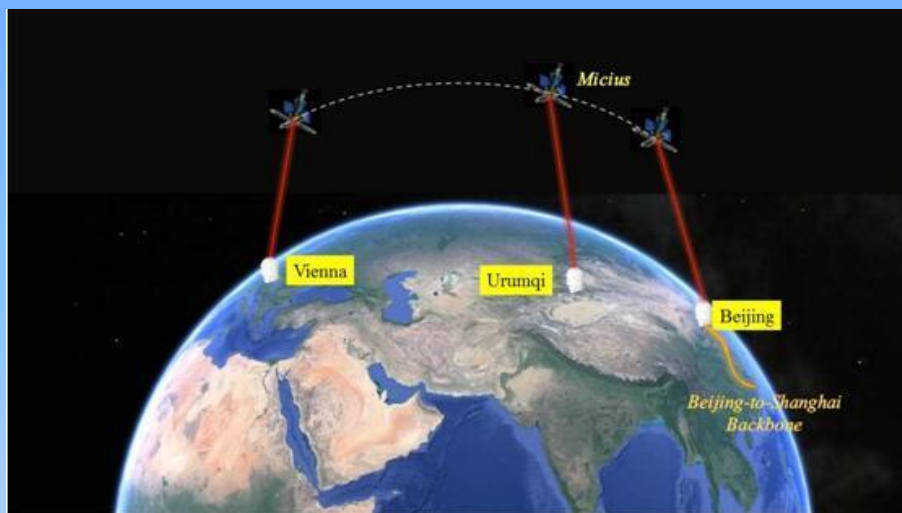 Micius
Vienna
Urumqi
Beijing
Beijing-to-Shanghai
Backbone